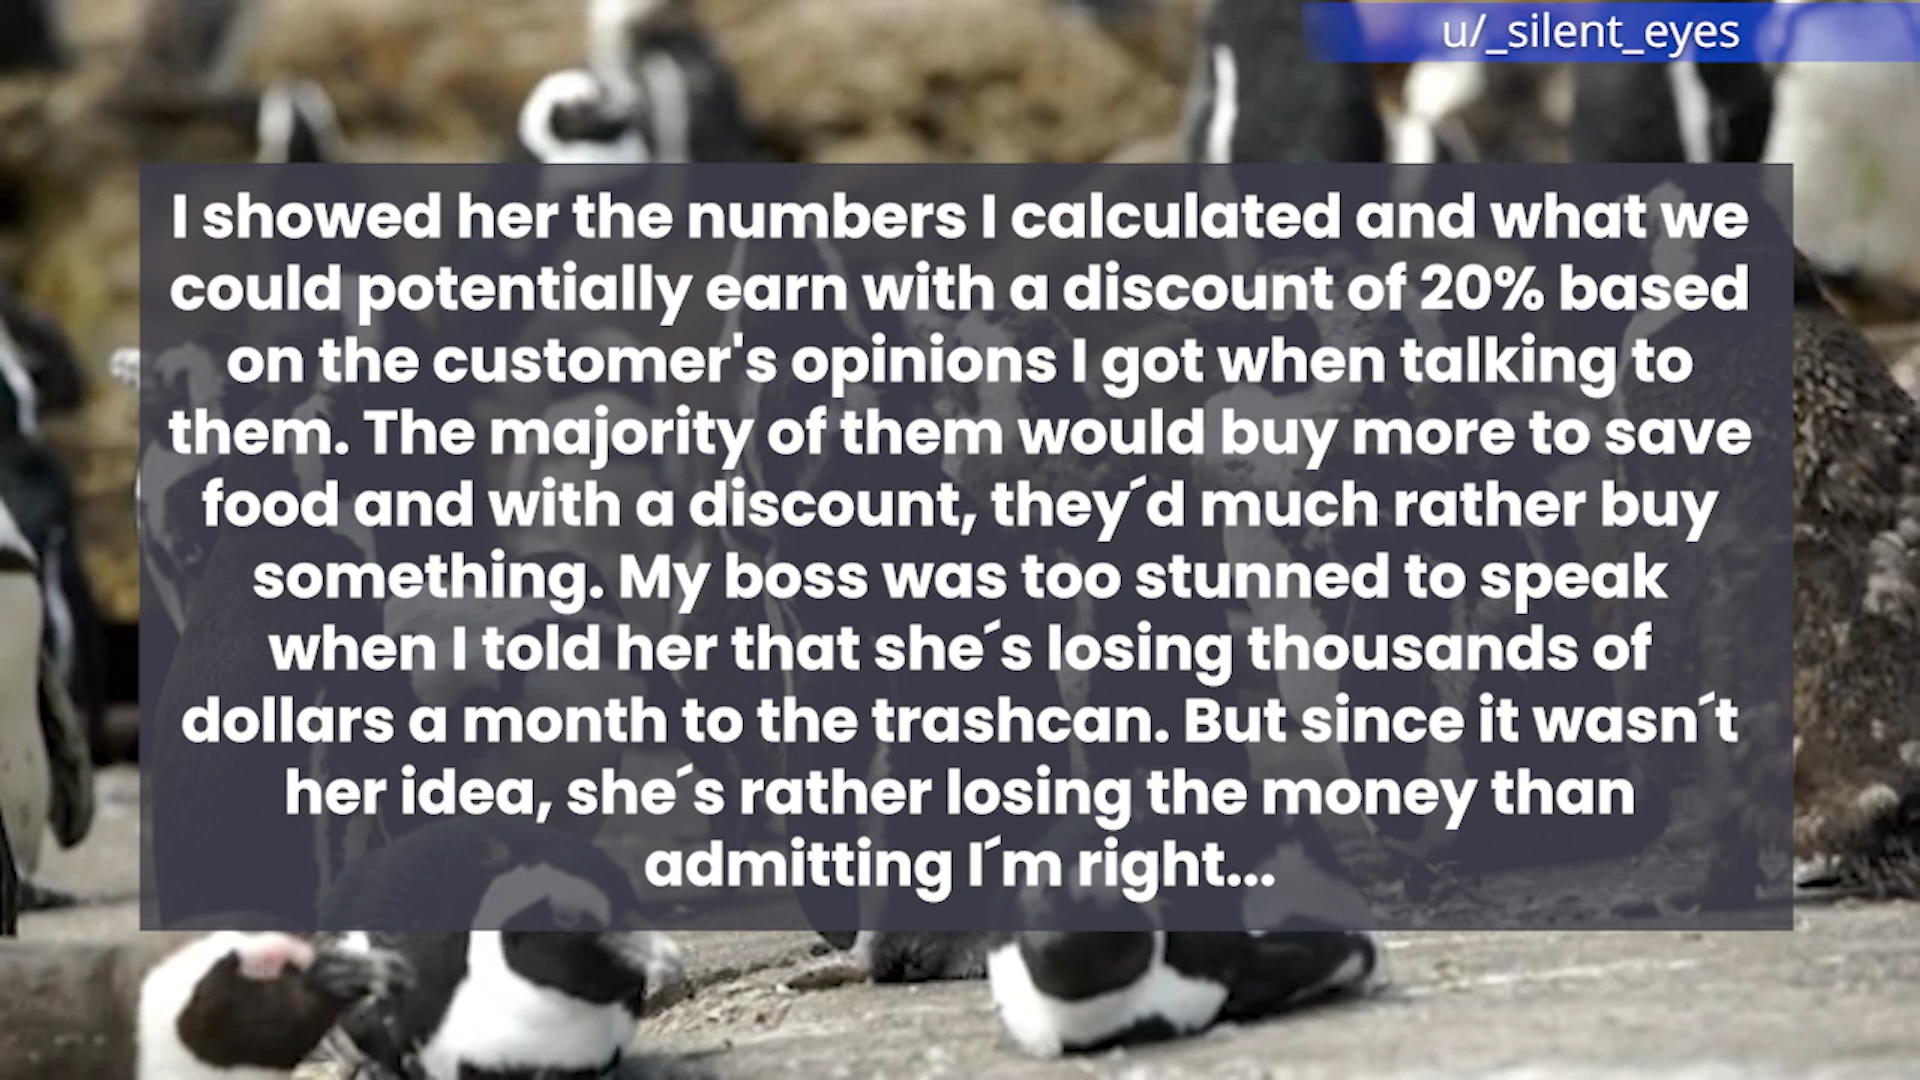 u/_silent_eyes
I showed her the numbers I calculated and what we
could potentially earn with a discount of 20% based
on the customer's opinions I got when talking to
them. The majority of them would buy more to save
food and with a discount, they´d much rather buy
something. My boss was too stunned to speak
when I told her that she´s losing thousands of
dollars a month to the trashcan. But since it wasn´t
her idea, she´s rather losing the money than
admitting I´m right...